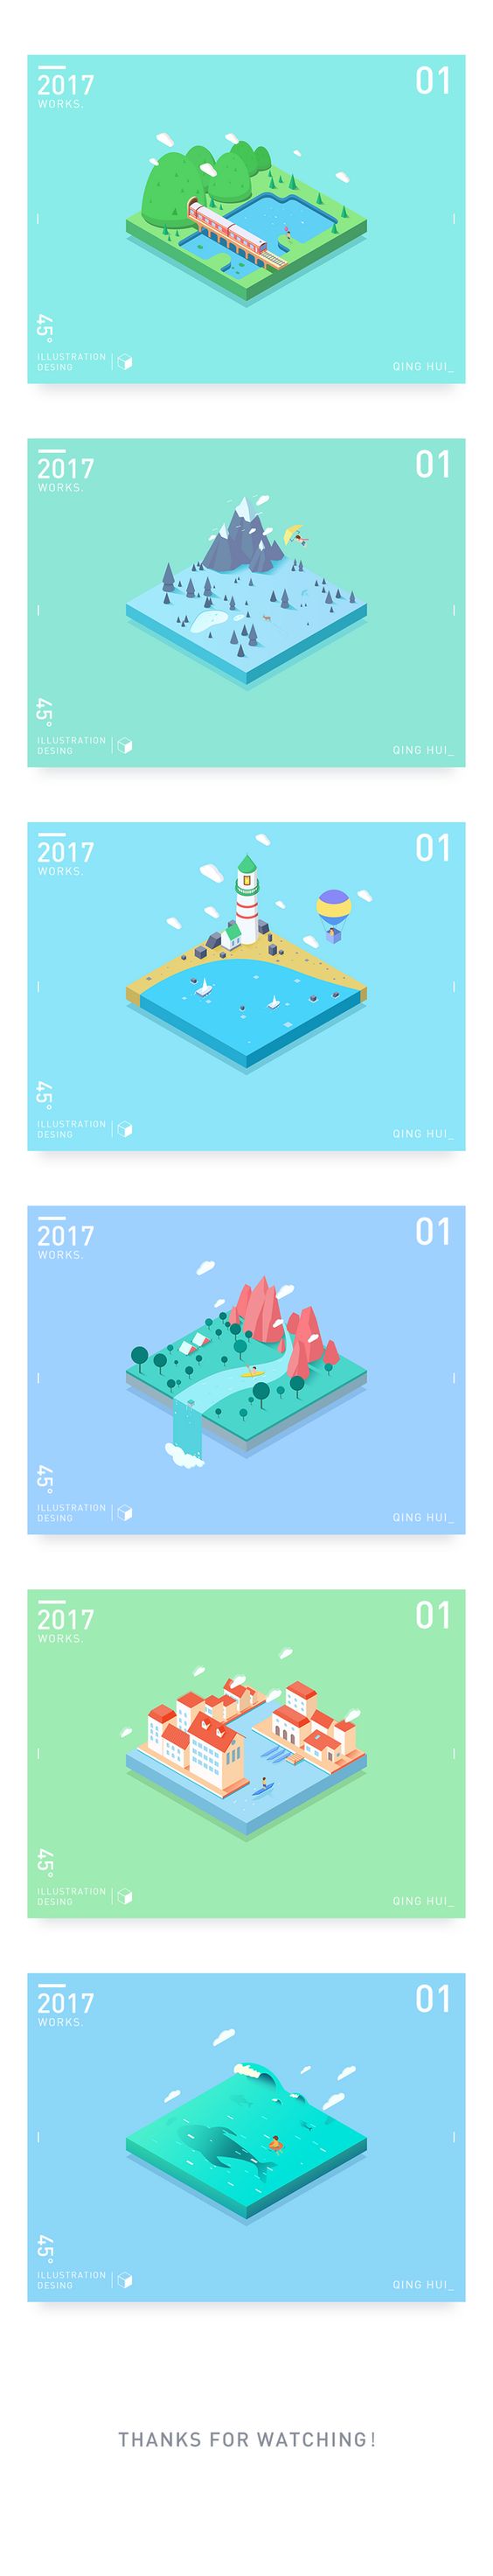 2017
01
WORKS.
45°
ILLUSTRATION
DESING
QING HUI_
2017
01
WORKS.
45°
ILLUSTRATION
DESING
QING HUI_
2017
01
WORKS.
45°
ILLUSTRATION
DESING
QING HUI_
2017
01
WORKS.
45°
ILLUSTRATION
DESING
QING HUI_
2017
01
WORKS.
45°
ILLUSTRATION
DESING
QING HUI_
2017
01
WORKS.
45°
ILLUSTRATION
DESING
QING HUI_
THANKS FOR WATCHING!